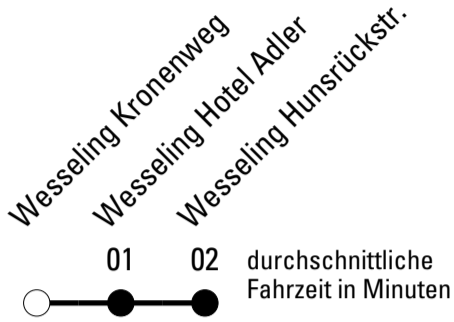 Wesseling Kronenweg
Wesseling Hotel Adler
Wesseling Hunsrückstr.
01 02 durchschnittliche
Fahrzeit in Minuten